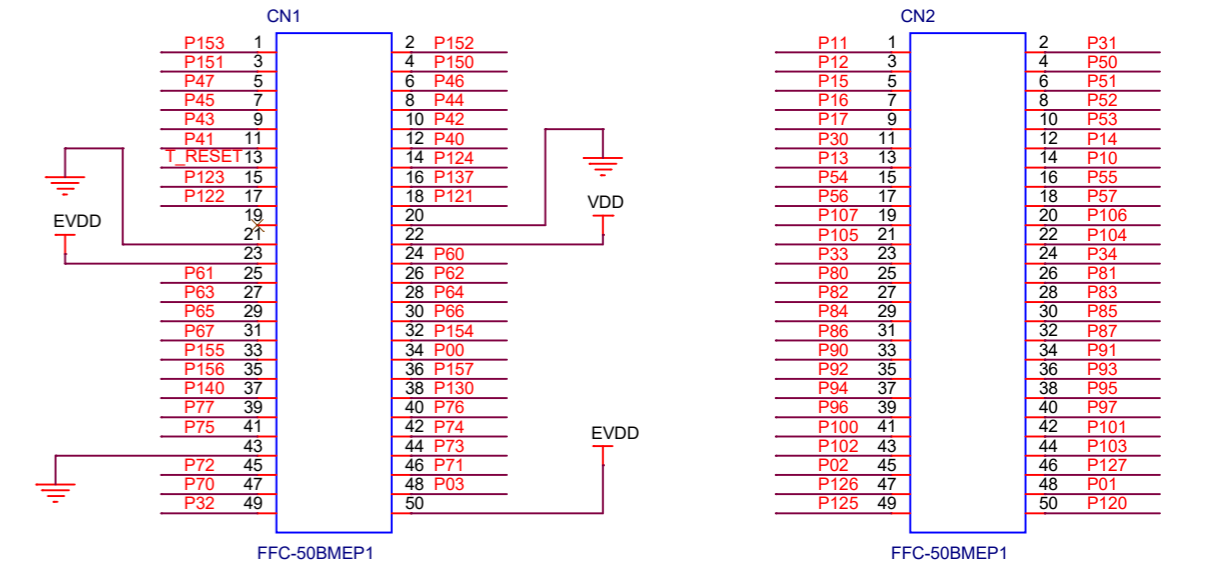 CN1 CN2
P153 1 2 P152 P11 1 2 P31
P151 3 4 P150 P12 3 4 P50
P47 5 6 P46 P15 5 6 P51
P45 7 8 P44 P16 7 8 P52
P43 9 10 P42 P17 9 10 P53
P41 11 12 P40 P30 11 12 P14
T_RESET 13 14 P124 P13 13 14 P10
P123 15 16 P137 P54 15 16 P55
P122 17 18 P121 VDD P56 17 18 P57
EVDD 19 20 P107 19 20 P106
21 22 P105 21 22 P104
23 24 P60 P33 23 24 P34
P61 25 26 P62 P80 25 26 P81
P63 27 28 P64 P82 27 28 P83
P65 29 30 P66 P84 29 30 P85
P67 31 32 P154 P86 31 32 P87
P155 33 34 P00 P90 33 34 P91
P156 35 36 P157 P92 35 36 P93
P140 37 38 P130 P94 37 38 P95
P77 39 40 P76 P96 39 40 P97
P75 41 42 P74 EVDD P100 41 42 P101
43 44 P73 P102 43 44 P103
P72 45 46 P71 P02 45 46 P127
P70 47 48 P03 P126 47 48 P01
P32 49 50 P125 49 50 P120
FFC-50BMEP1 FFC-50BMEP1